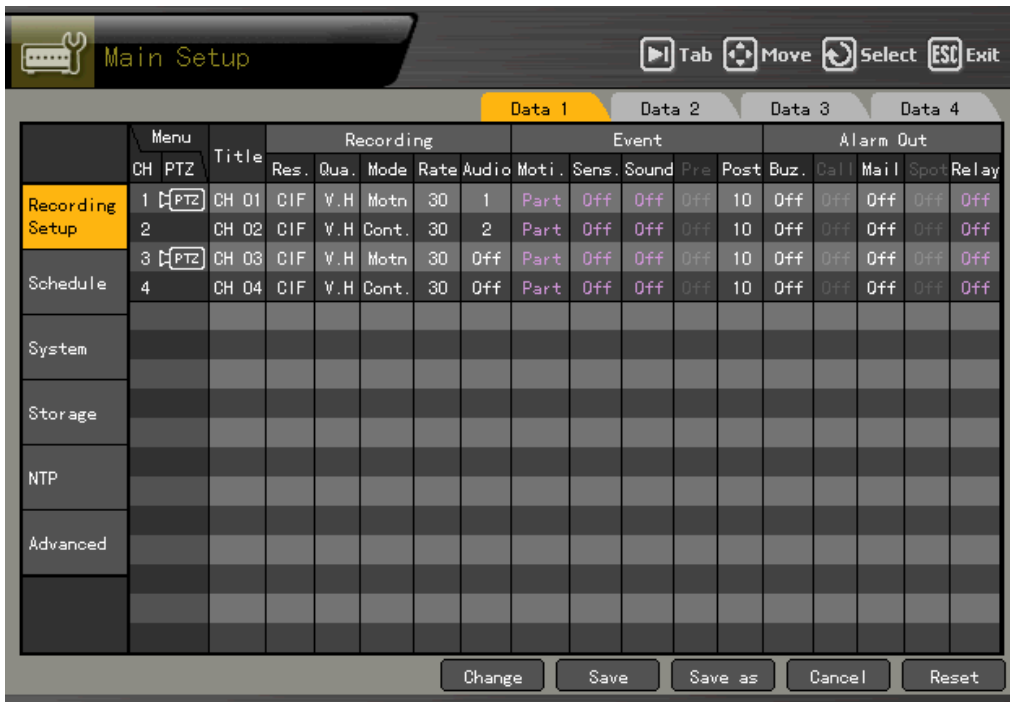 Main Setup Tab Move Select ESC Exit
Data 1 Data 2 Data 3 Data 4
Menu Recording Event Alarm Out
CH PTZ Title Res. Qua. Mode Rate Audio Moti. Sens. Sound Pre Post Buz. Call Mail Spot Relay
Recording Setup
1 PTZ CH 01 CIF V.H Motn 30 1 Part Off Off Off 10 Off Off Off Off Off
2 CH 02 CIF V.H Cont. 30 2 Part Off Off Off 10 Off Off Off Off Off
3 PTZ CH 03 CIF V.H Motn 30 Off Part Off Off Off 10 Off Off Off Off Off
Schedule
4 CH 04 CIF V.H Cont. 30 Off Part Off Off Off 10 Off Off Off Off Off
System
Storage
NTP
Advanced
Change Save Save as Cancel Reset